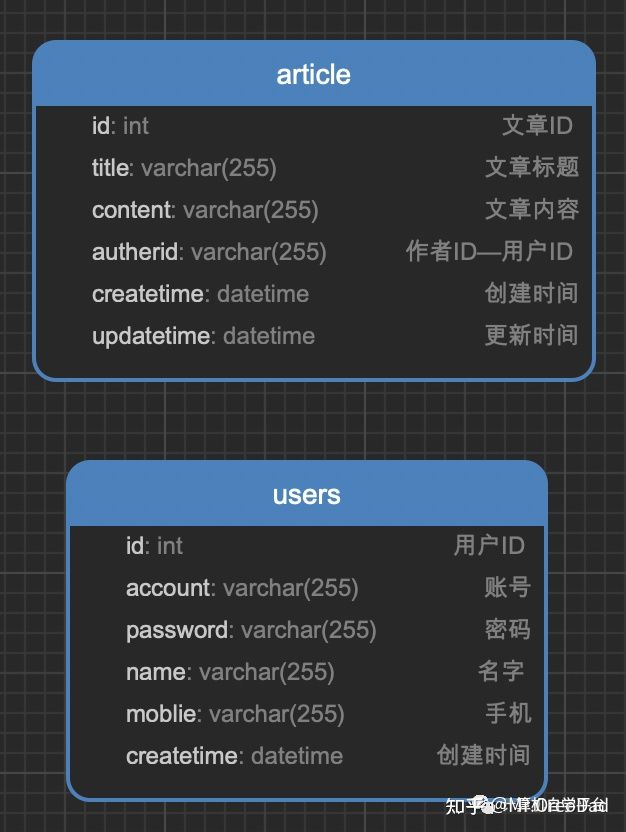 article
id: int 文章ID
title: varchar(255) 文章标题
content: varchar(255) 文章内容
autherid: varchar(255) 作者ID—用户ID
createtime: datetime 创建时间
updatetime: datetime 更新时间
users
id: int 用户ID
account: varchar(255) 账号
password: varchar(255) 密码
name: varchar(255) 名字
moblie: varchar(255) 手机
createtime: datetime 创建时间
知乎